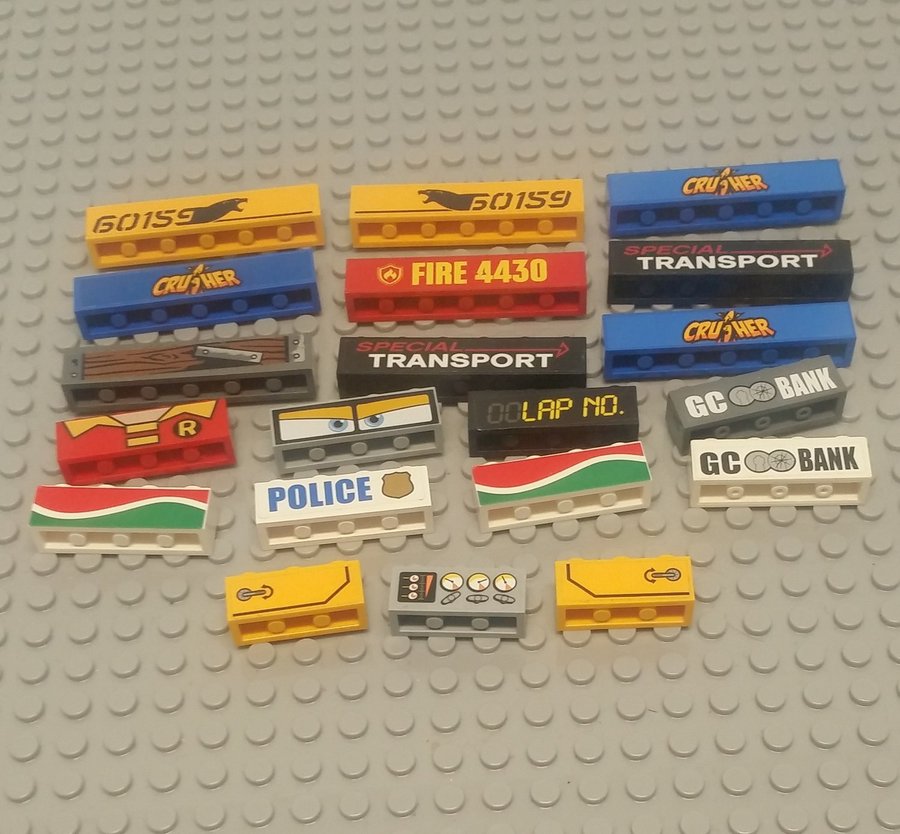 60159
60159
CRUSHER
CRUSHER
FIRE 4430
SPECIAL
TRANSPORT
SPECIAL
TRANSPORT
CRUSHER
R
00LAP NO.
GC BANK
POLICE
GC BANK